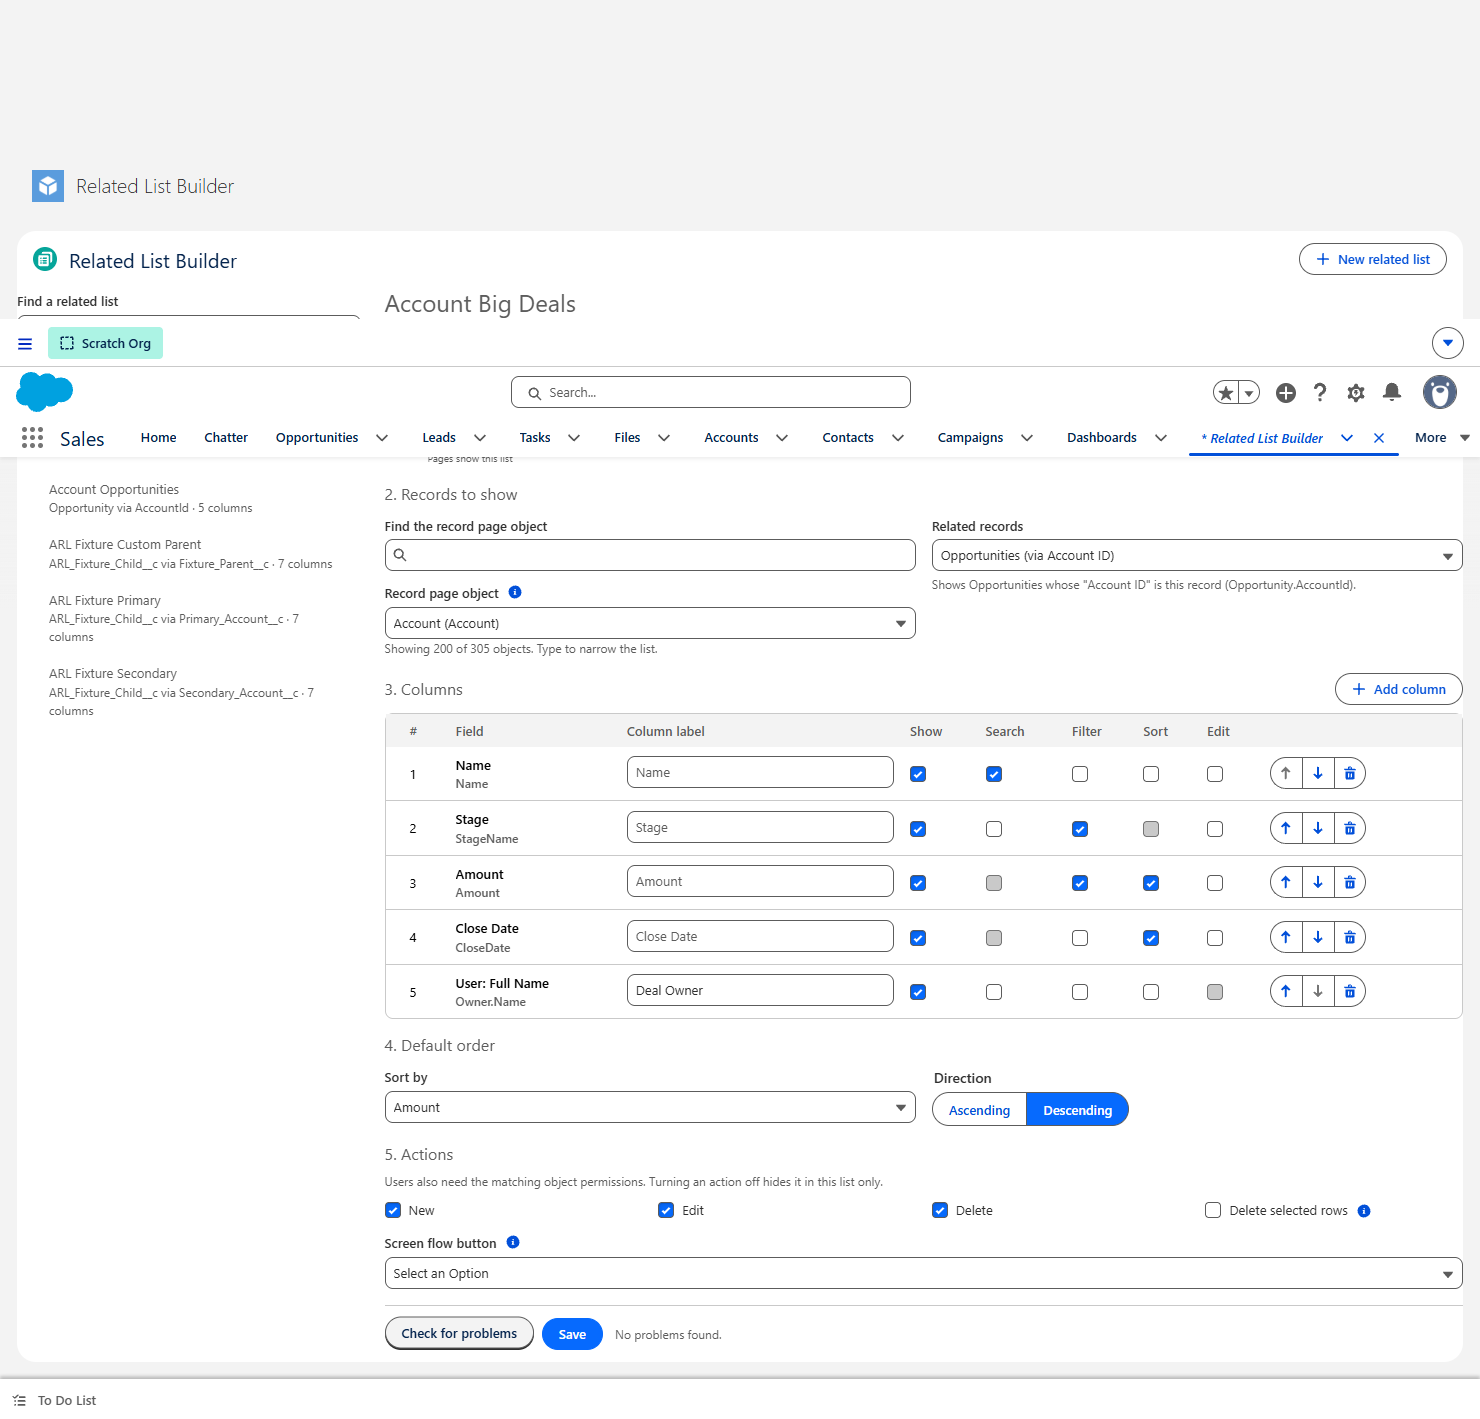 Related List Builder
Related List Builder
New related list
Find a related list
Account Big Deals
Scratch Org
Search...
Sales
Home
Chatter
Opportunities
Leads
Tasks
Files
Accounts
Contacts
Campaigns
Dashboards
* Related List Builder
More
Pages show this list
Account Opportunities
Opportunity via AccountId · 5 columns
ARL Fixture Custom Parent
ARL_Fixture_Child__c via Fixture_Parent__c · 7 columns
ARL Fixture Primary
ARL_Fixture_Child__c via Primary_Account__c · 7
columns
ARL Fixture Secondary
ARL_Fixture_Child__c via Secondary_Account__c · 7
columns
2. Records to show
Find the record page object
Related records
Opportunities (via Account ID)
Shows Opportunities whose "Account ID" is this record (Opportunity.AccountId).
Record page object
Account (Account)
Showing 200 of 305 objects. Type to narrow the list.
3. Columns
Add column
# Field Column label Show Search Filter Sort Edit
1 Name Name
Name
2 Stage Stage
StageName
3 Amount Amount
Amount
4 Close Date Close Date
CloseDate
5 User: Full Name Deal Owner
Owner.Name
4. Default order
Sort by
Amount
Direction
Ascending
Descending
5. Actions
Users also need the matching object permissions. Turning an action off hides it in this list only.
New
Edit
Delete
Delete selected rows
Screen flow button
Select an Option
Check for problems
Save
No problems found.
To Do List